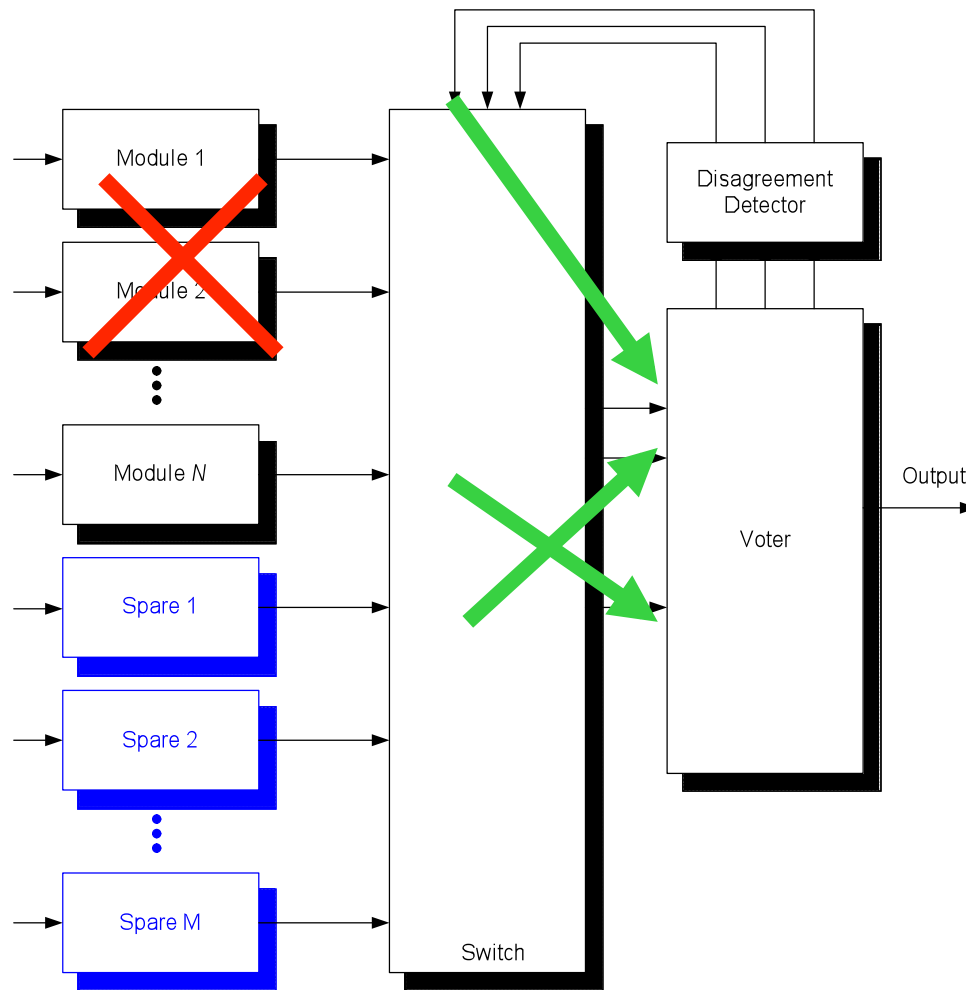 Module 1
Disagreement
Detector
Module 2
Module N
Output
Voter
Spare 1
Spare 2
Spare M
Switch